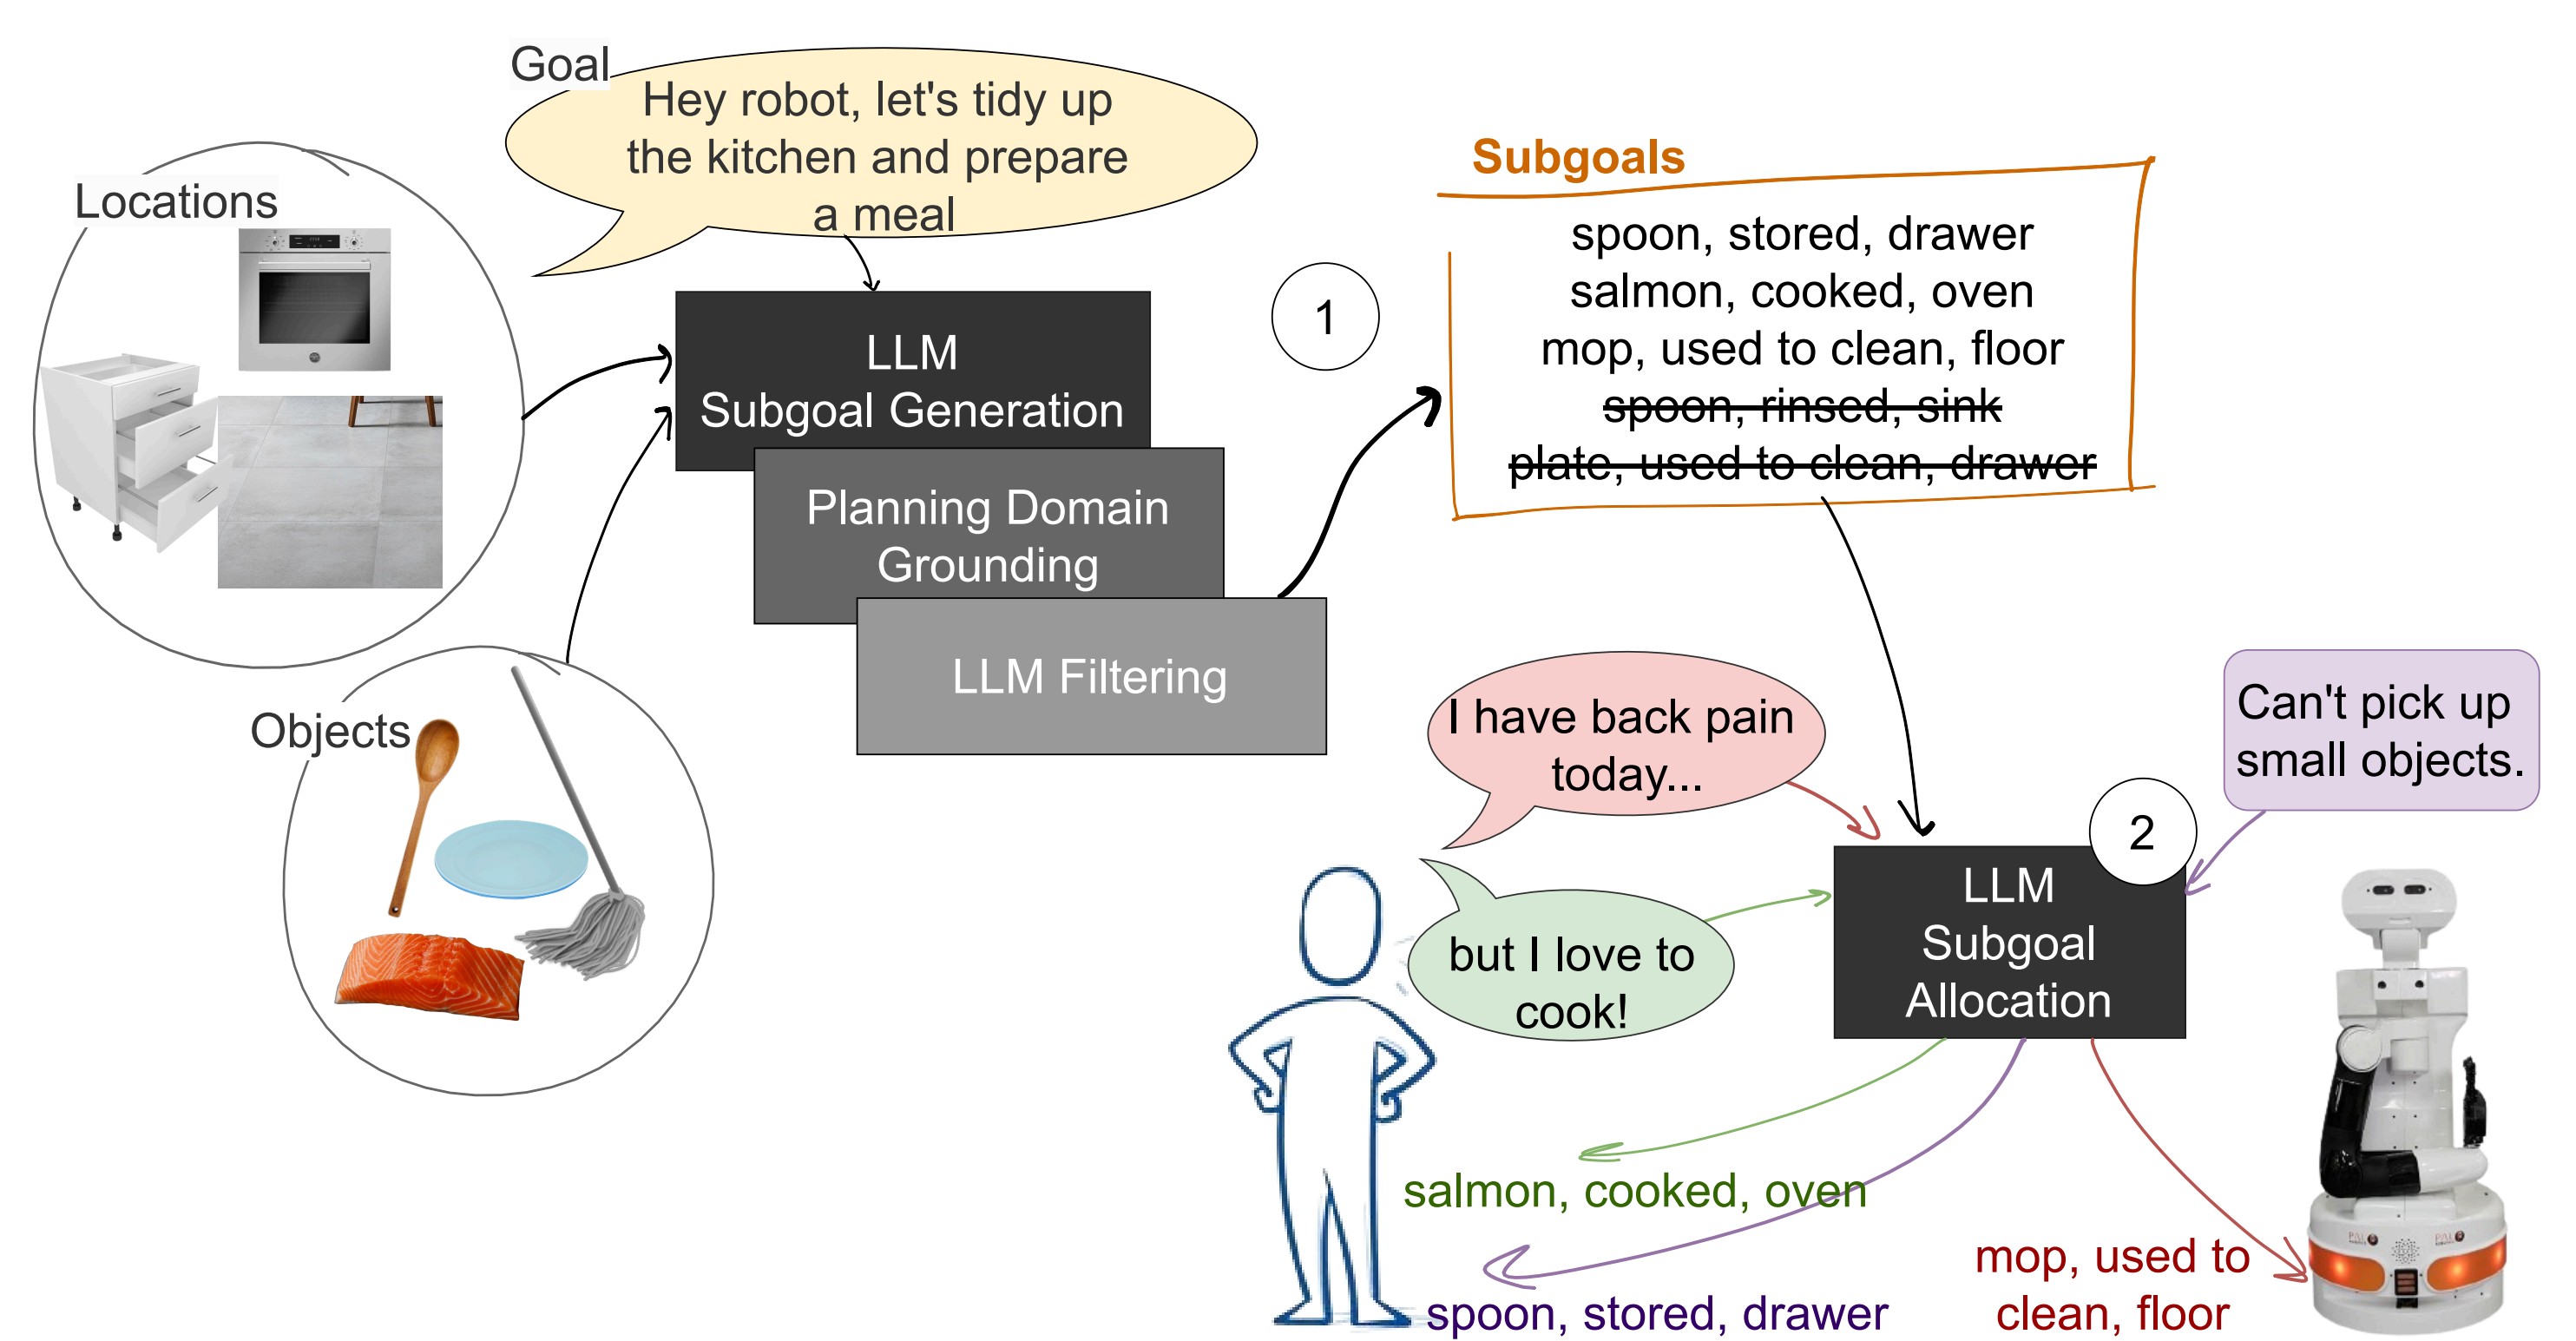 Goal
Hey robot, let's tidy up
the kitchen and prepare
a meal
Locations
Objects
LLM
Subgoal Generation
Planning Domain
Grounding
LLM Filtering
1
Subgoals
spoon, stored, drawer
salmon, cooked, oven
mop, used to clean, floor
spoon, rinsed, sink
plate, used to clean, drawer
I have back pain
today...
but I love to
cook!
Can't pick up
small objects.
2
LLM
Subgoal
Allocation
salmon, cooked, oven
spoon, stored, drawer
mop, used to
clean, floor
PAL
PAL